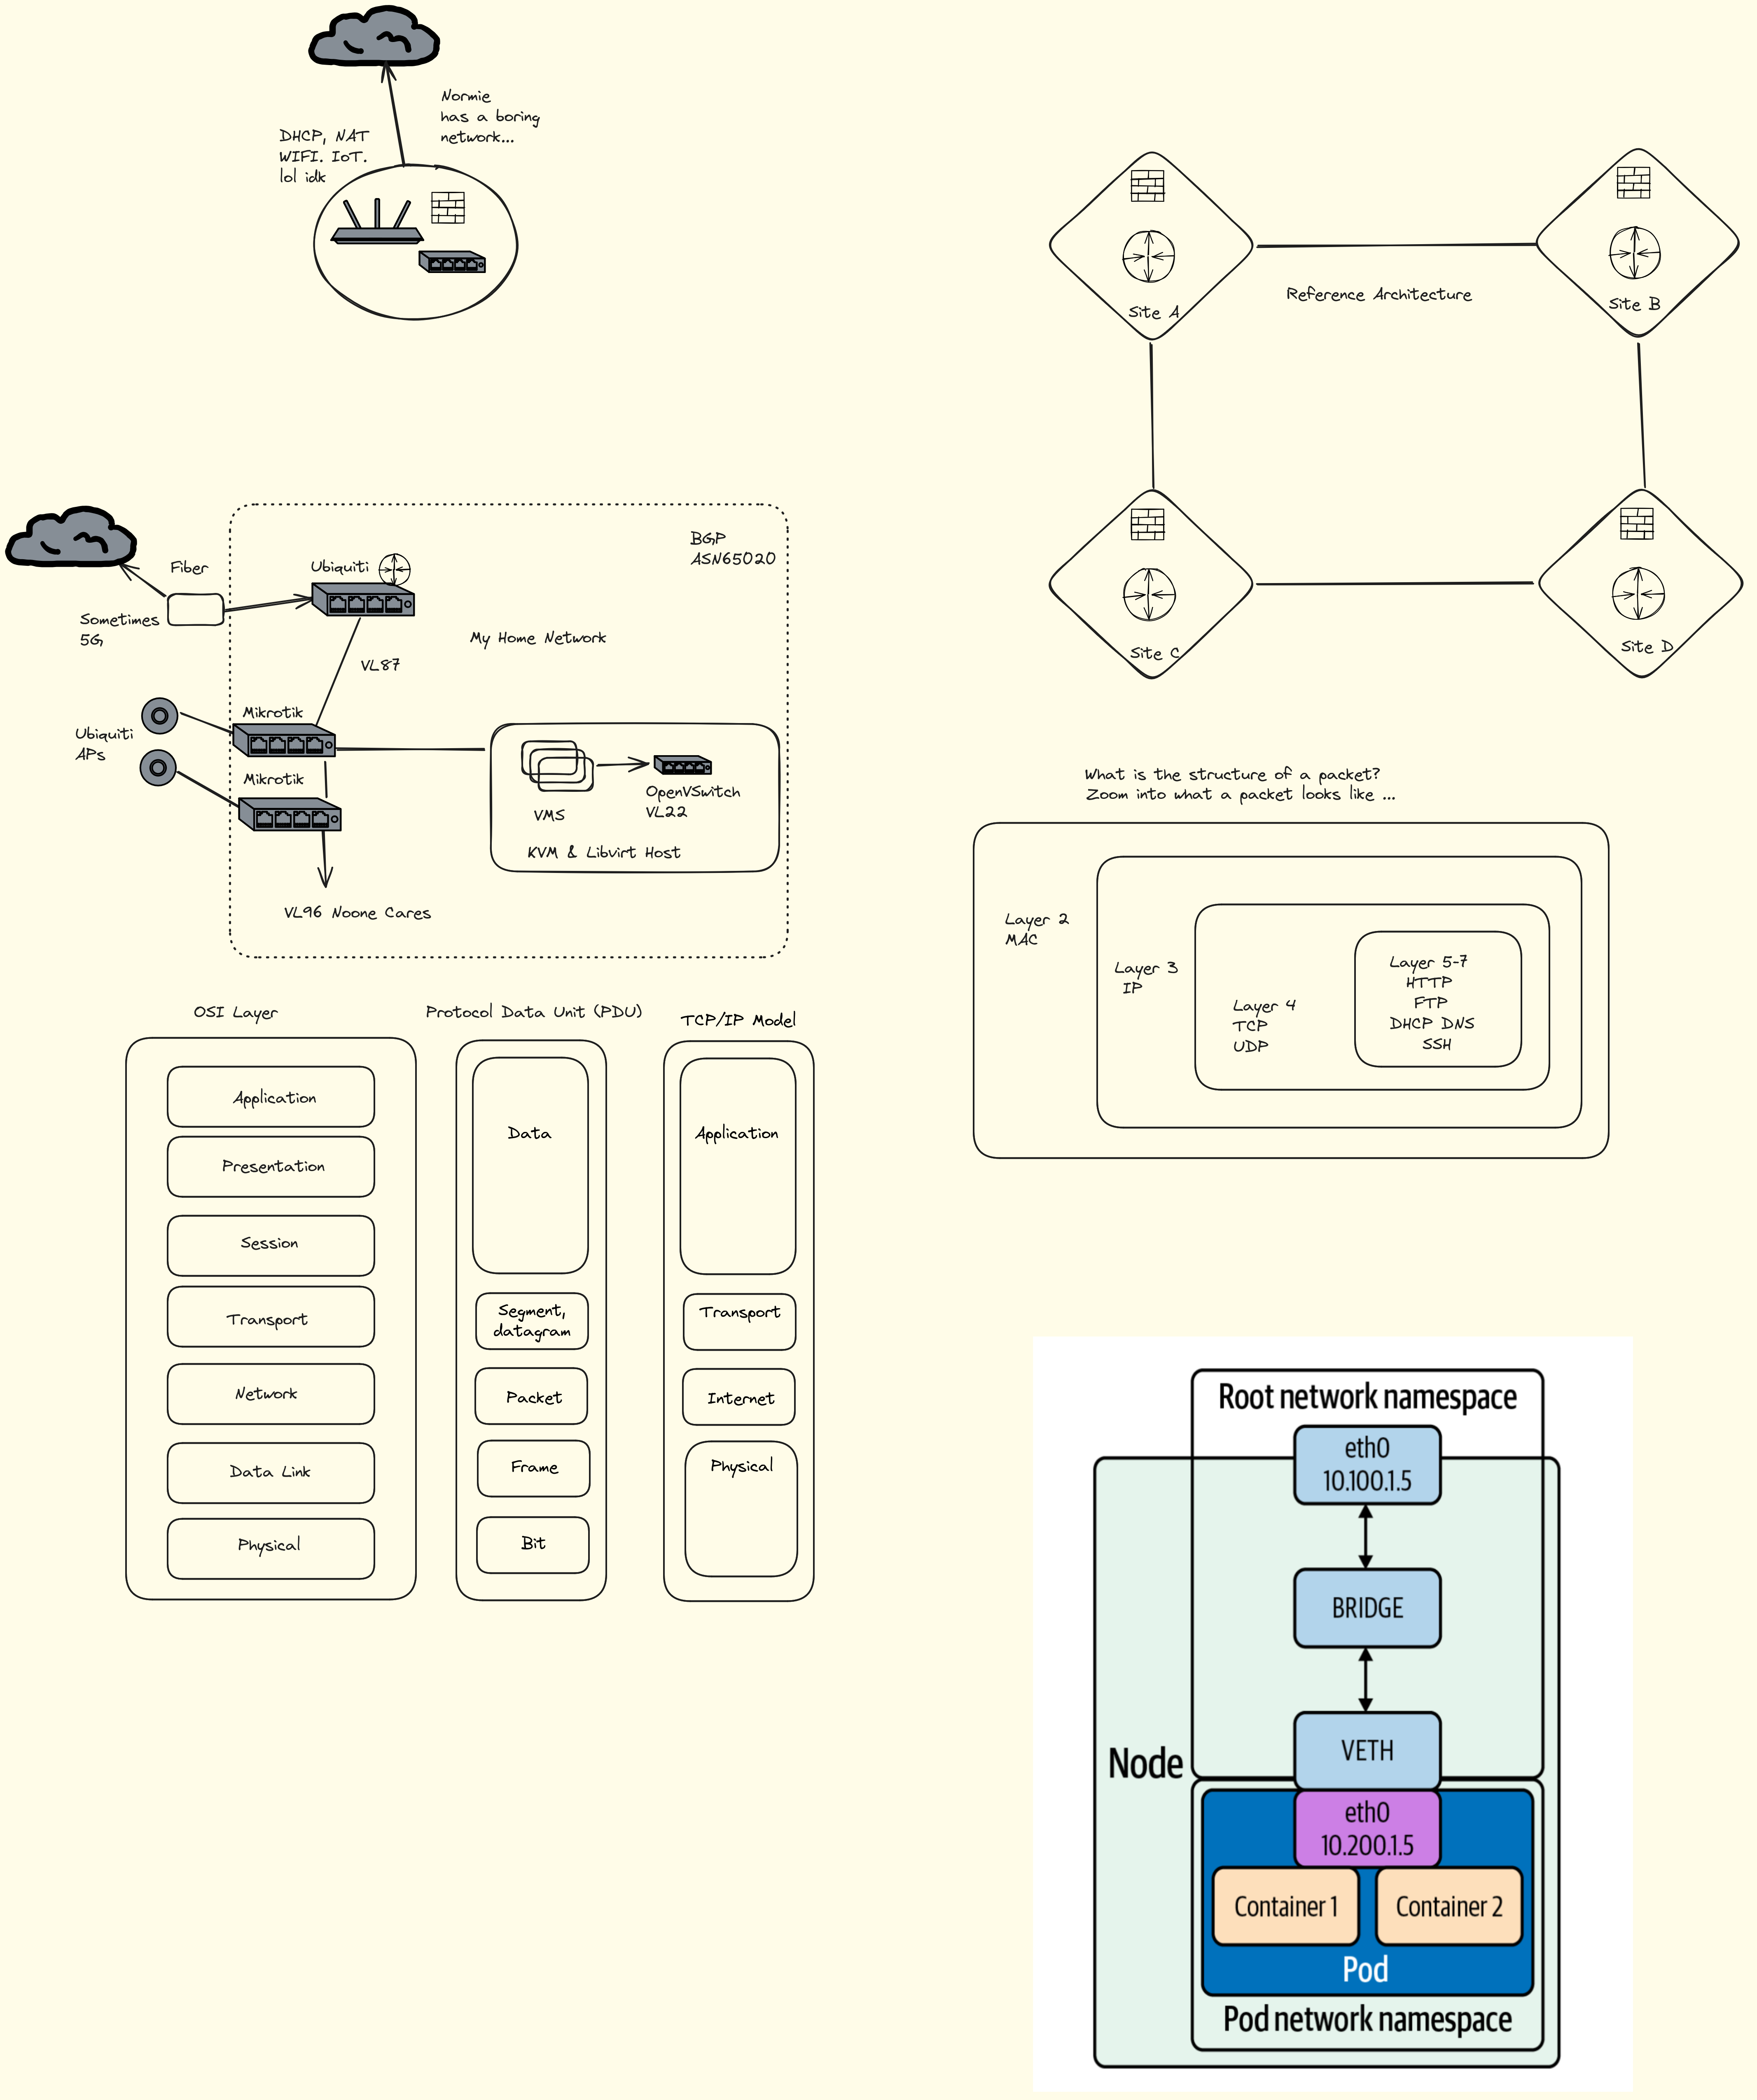 Normie
has a boring
network...
DHCP, NAT
WIFI. IoT.
lol idk
Site A
Reference Architecture
Site B
Site C
Site D
Fiber
Sometimes
5G
Ubiquiti
BGP
ASN65020
My Home Network
VL87
Mikrotik
Ubiquiti
APs
Mikrotik
VMS
OpenVSwitch
VL22
KVM & Libvirt Host
VL96 Noone Cares
What is the structure of a packet?
Zoom into what a packet looks like ...
Layer 2
MAC
Layer 3
IP
Layer 4
TCP
UDP
Layer 5-7
HTTP
FTP
DHCP DNS
SSH
OSI Layer
Application
Presentation
Session
Transport
Network
Data Link
Physical
Protocol Data Unit (PDU)
Data
Segment,
datagram
Packet
Frame
Bit
TCP/IP Model
Application
Transport
Internet
Physical
Root network namespace
eth0
10.100.1.5
BRIDGE
VETH
Node
eth0
10.200.1.5
Container 1
Container 2
Pod
Pod network namespace